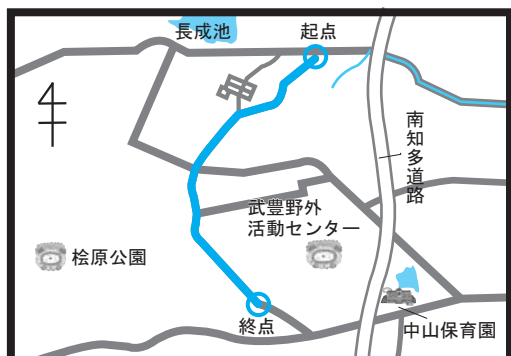 長成池
起点
南知多道路
武豊野外
活動センター
桧原公園
終点
中山保育園